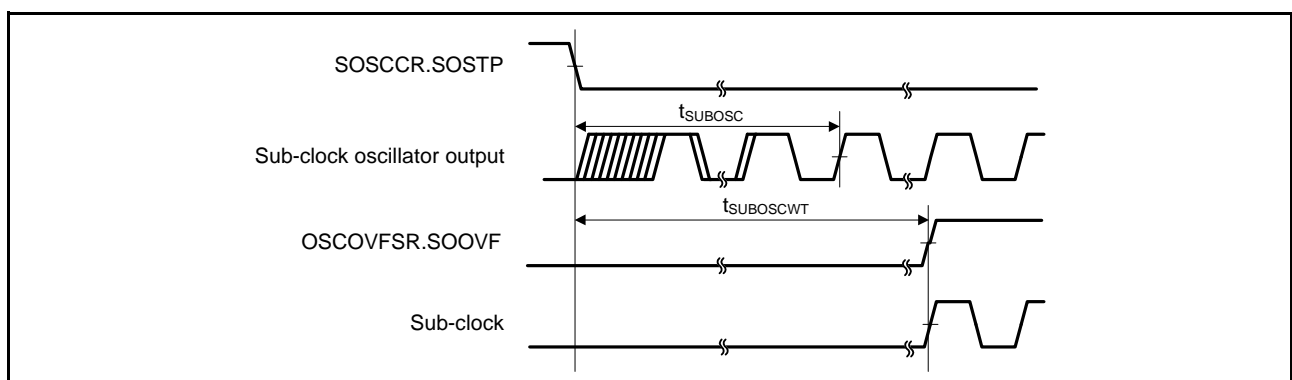 SOSCCR.SOSTP
tSUBOSC
Sub-clock oscillator output
tSUBOSCWT
OSCOVFSR.SOOVF
Sub-clock